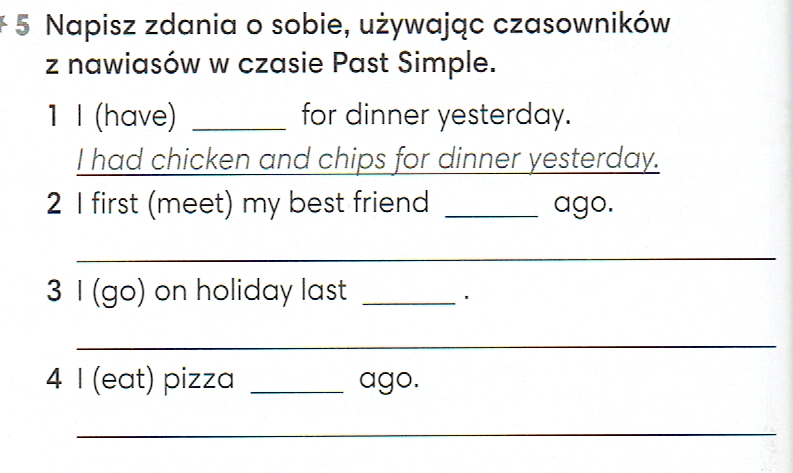 5 Napisz zdania o sobie, używając czasowników
z nawiasów w czasie Past Simple.
1 I (have) ______ for dinner yesterday.
I had chicken and chips for dinner yesterday.
2 I first (meet) my best friend ______ ago.
3 I (go) on holiday last ______ .
4 I (eat) pizza ______ ago.